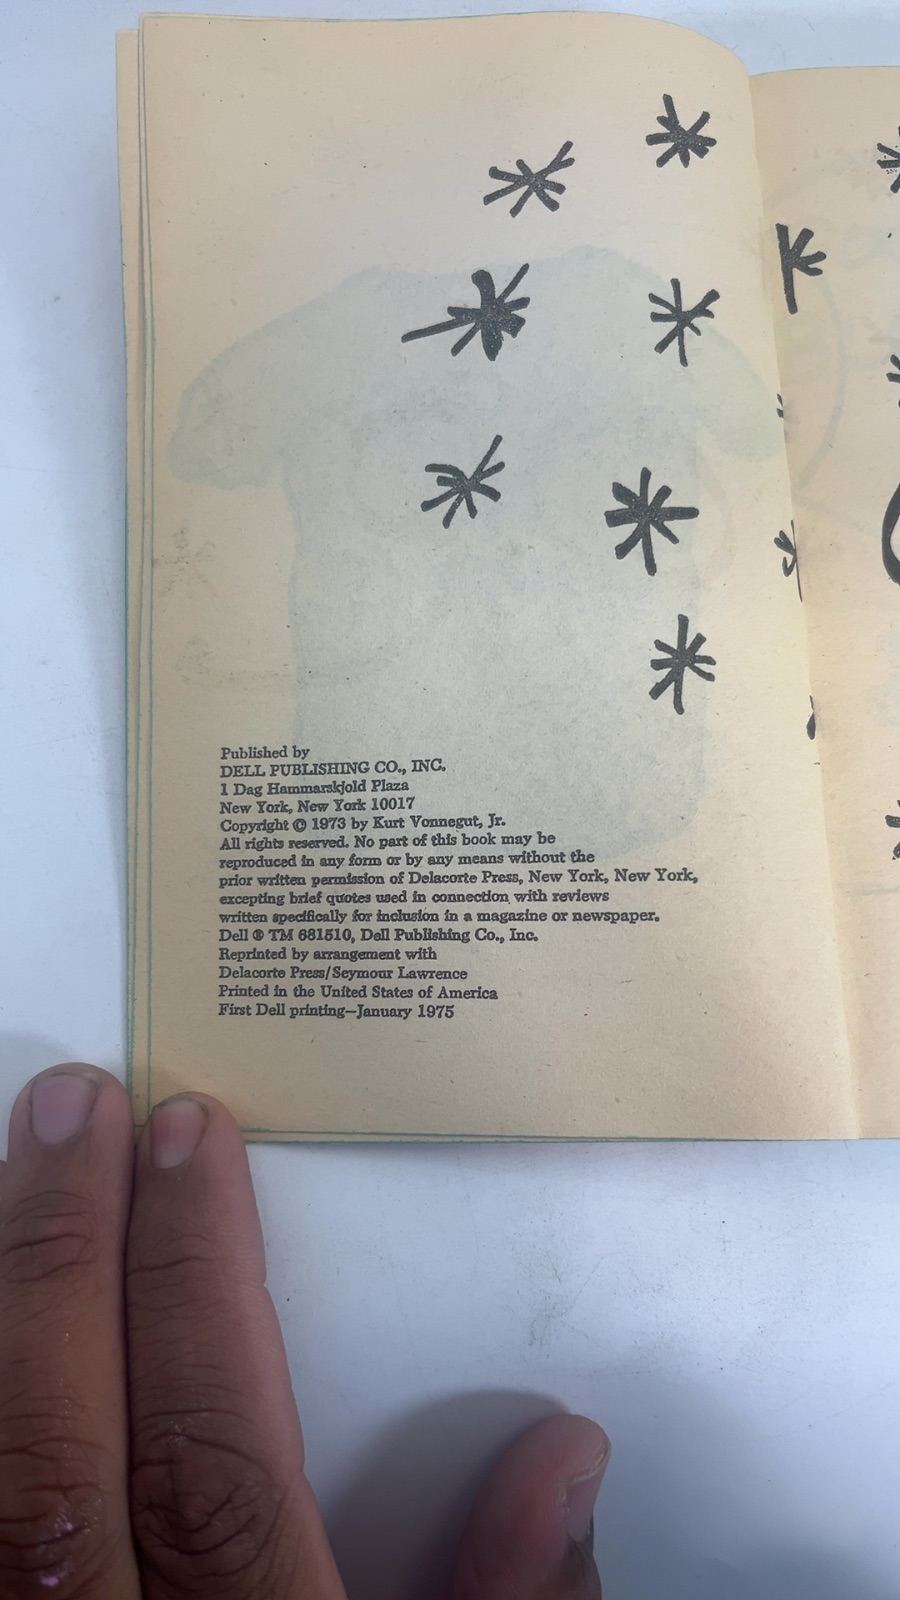 Published by
DELL PUBLISHING CO., INC.
1 Dag Hammarskjold Plaza
New York, New York 10017
Copyright © 1973 by Kurt Vonnegut, Jr.
All rights reserved. No part of this book may be
reproduced in any form or by any means without the
prior written permission of Delacorte Press, New York, New York,
excepting brief quotes used in connection with reviews
written specifically for inclusion in a magazine or newspaper.
Dell ® TM 681510, Dell Publishing Co., Inc.
Reprinted by arrangement with
Delacorte Press/Seymour Lawrence
Printed in the United States of America
First Dell printing—January 1975